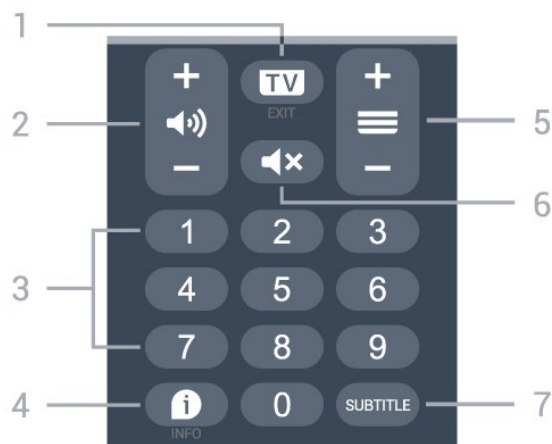 1
+ TV +
2 EXIT 5
- -
6
1 2 3
3
4 5 6
7 8 9
4 i 0 SUBTITLE 7
INFO